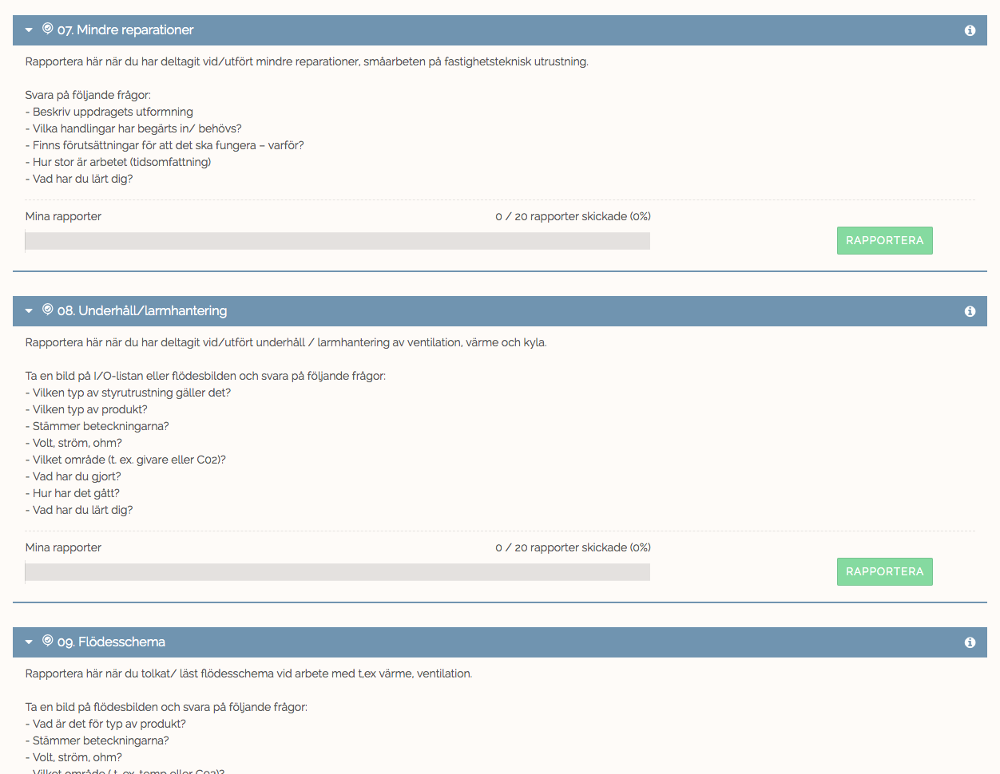 07. Mindre reparationer
Rapportera här när du har deltagit vid/utfört mindre reparationer, småarbeten på fastighetsteknisk utrustning.
Svara på följande frågor:
- Beskriv uppdragets utformning
- Vilka handlingar har begärts in/ behövs?
- Finns förutsättningar för att det ska fungera – varför?
- Hur stor är arbetet (tidsomfattning)
- Vad har du lärt dig?
Mina rapporter 0 / 20 rapporter skickade (0%)
RAPPORTERA
08. Underhåll/larmhantering
Rapportera här när du har deltagit vid/utfört underhåll / larmhantering av ventilation, värme och kyla.
Ta en bild på I/O-listan eller flödesbilden och svara på följande frågor:
- Vilken typ av styrutrustning gäller det?
- Vilken typ av produkt?
- Stämmer beteckningarna?
- Volt, ström, ohm?
- Vilket område (t. ex. givare eller C02)?
- Vad har du gjort?
- Hur har det gått?
- Vad har du lärt dig?
Mina rapporter 0 / 20 rapporter skickade (0%)
RAPPORTERA
09. Flödesschema
Rapportera här när du tolkat/ läst flödesschema vid arbete med t,ex värme, ventilation.
Ta en bild på flödesbilden och svara på följande frågor:
- Vad är det för typ av produkt?
- Stämmer beteckningarna?
- Volt, ström, ohm?
- Vilket område ( t. ex. temp eller C02)?